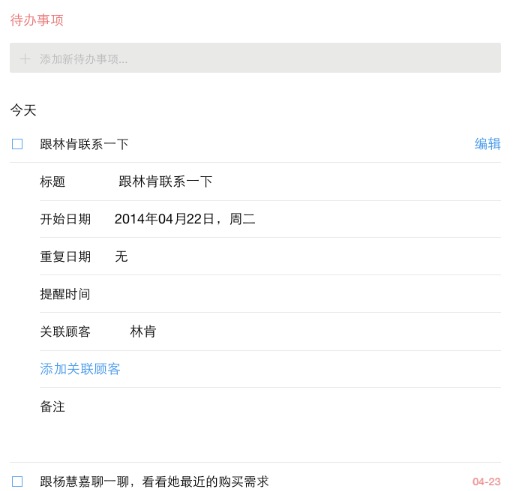 待办事项
添加新待办事项...
今天
跟林肯联系一下 编辑
标题 跟林肯联系一下
开始日期 2014年04月22日，周二
重复日期 无
提醒时间
关联顾客 林肯
添加关联顾客
备注
跟杨慧嘉聊一聊，看看她最近的购买需求 04-23